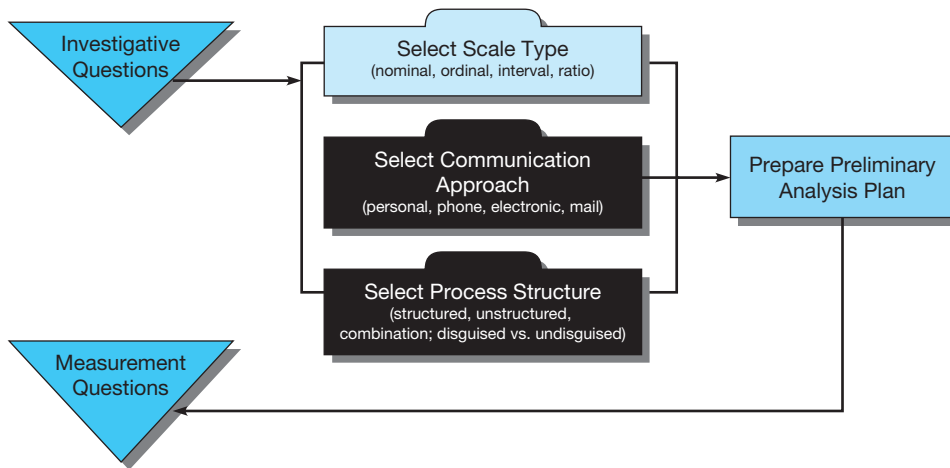 Investigative
Questions
Select Scale Type
(nominal, ordinal, interval, ratio)
Select Communication
Approach
(personal, phone, electronic, mail)
Prepare Preliminary
Analysis Plan
Select Process Structure
(structured, unstructured,
combination; disguised vs. undisguised)
Measurement
Questions